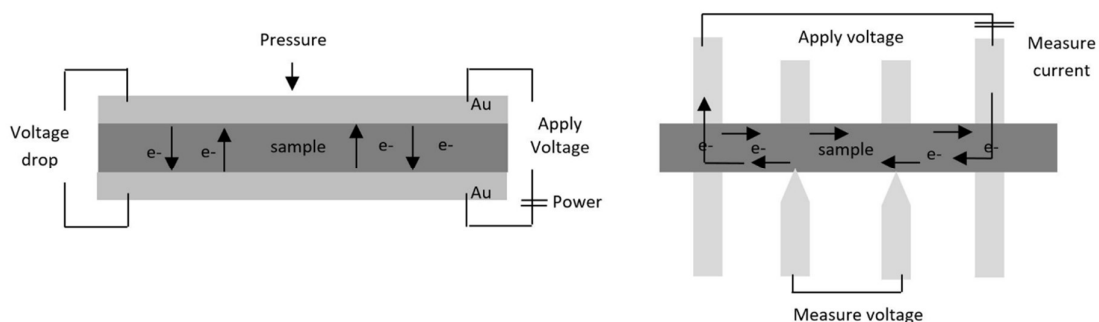 Pressure
Au
Voltage
drop
e-
e-
sample
e-
e-
Apply
Voltage
Au
Power
Apply voltage
Measure
current
e-
e-
sample
e-
e-
Measure voltage